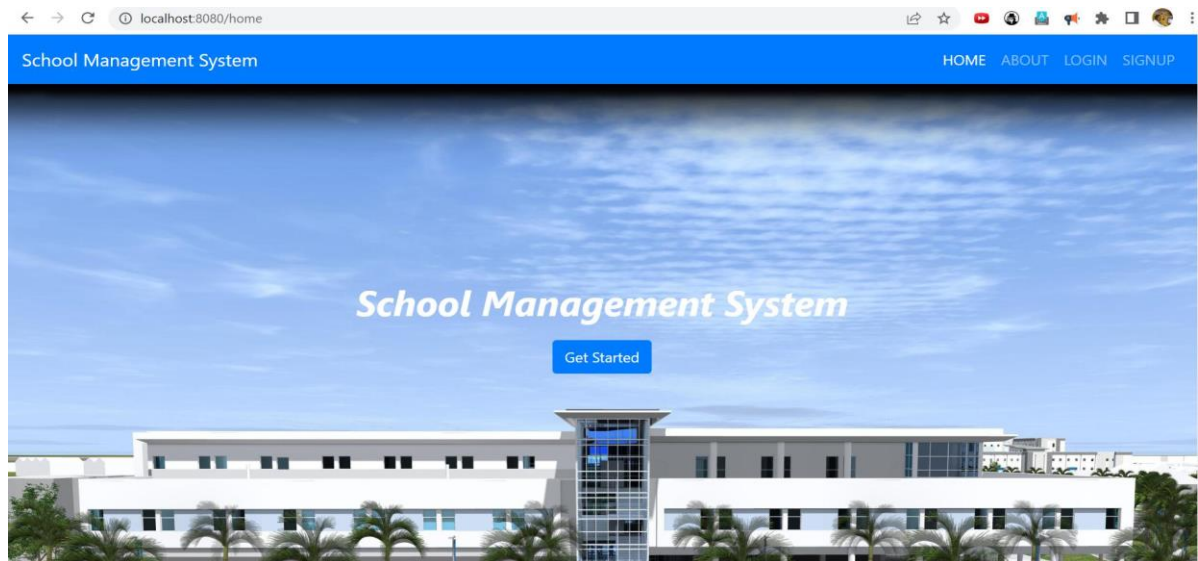 localhost:8080/home
School Management System
HOME ABOUT LOGIN SIGNUP
School Management System
Get Started